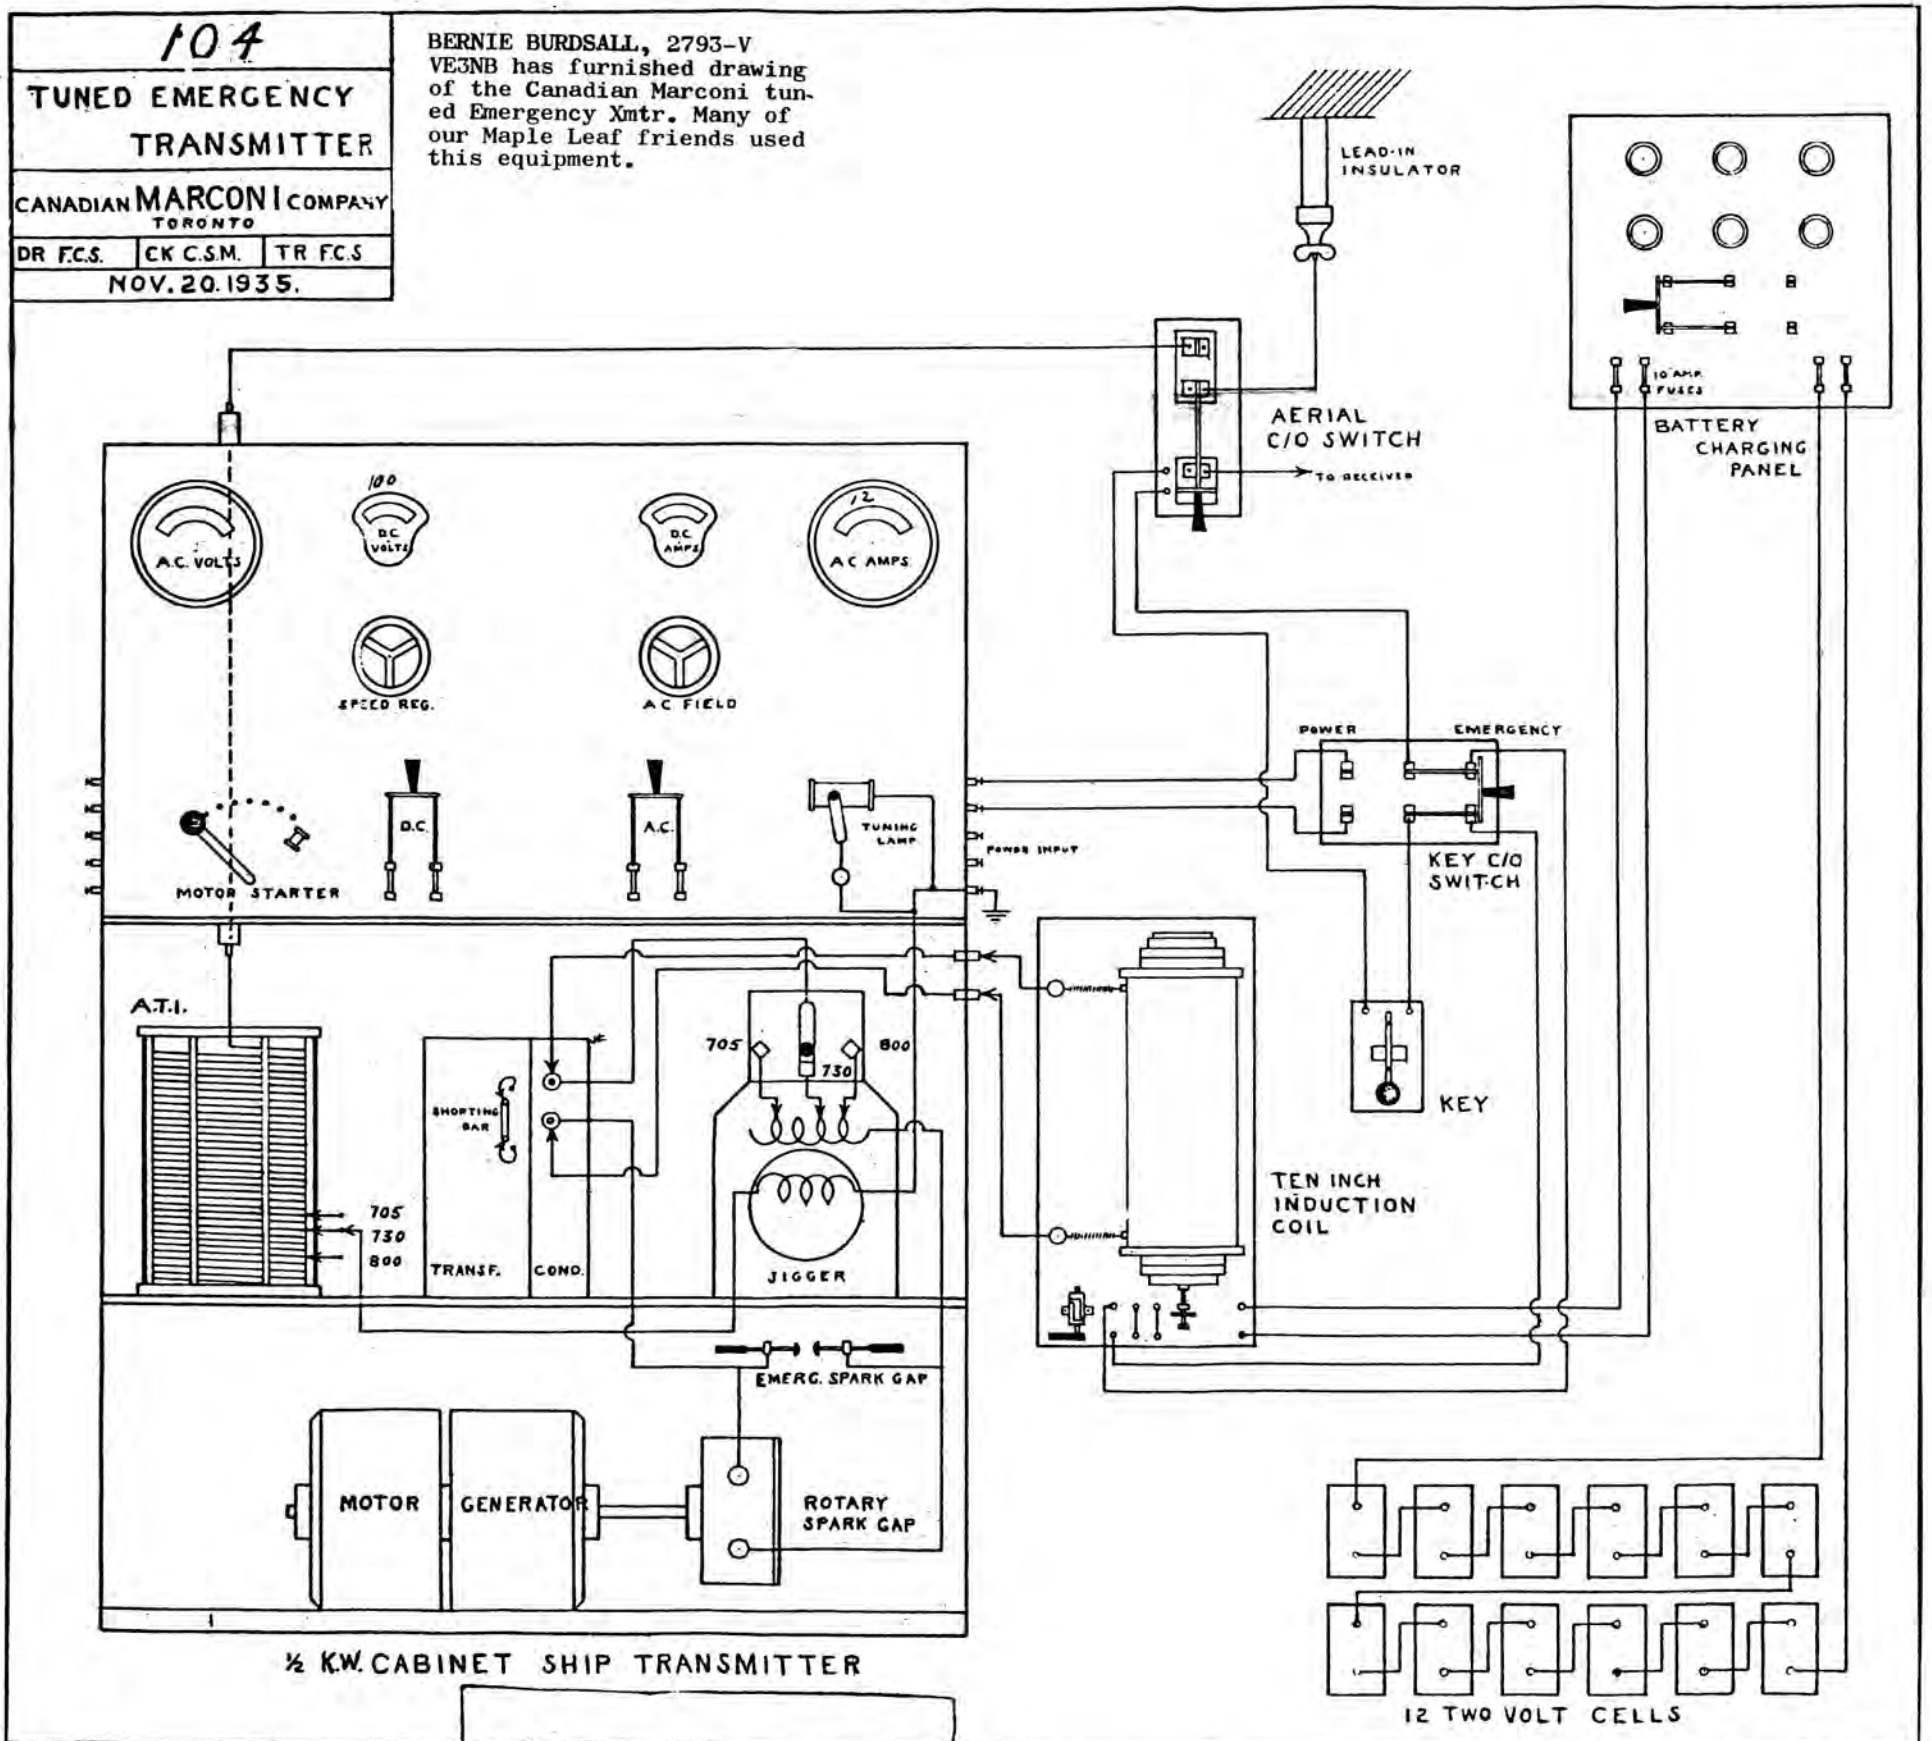 104
TUNED EMERGENCY
TRANSMITTER
CANADIAN MARCONI COMPANY
TORONTO
DR F.C.S. CK C.S.M. TR F.C.S
NOV. 20. 1935.
BERNIE BURDSALL, 2793-V
VE3NB has furnished drawing
of the Canadian Marconi tun-
ed Emergency Xmtr. Many of
our Maple Leaf friends used
this equipment.
LEAD-IN
INSULATOR
10 AMP.
FUSES
BATTERY
CHARGING
PANEL
AERIAL
C/O SWITCH
TO RECEIVER
100
12
A.C. VOLTS
D.C.
VOLTS
D.C.
AMPS
A C AMPS.
SPEED REG.
A C FIELD
POWER
EMERGENCY
D.C.
A.C.
TUNING
LAMP
POWER INPUT
MOTOR STARTER
KEY C/O
SWITCH
A.T.I.
705
730
800
SHORTING
BAR
705
730
800
TRANSF.
COND.
JIGGER
KEY
TEN INCH
INDUCTION
COIL
EMERG. SPARK GAP
MOTOR
GENERATOR
ROTARY
SPARK GAP
½ K.W. CABINET SHIP TRANSMITTER
12 TWO VOLT CELLS